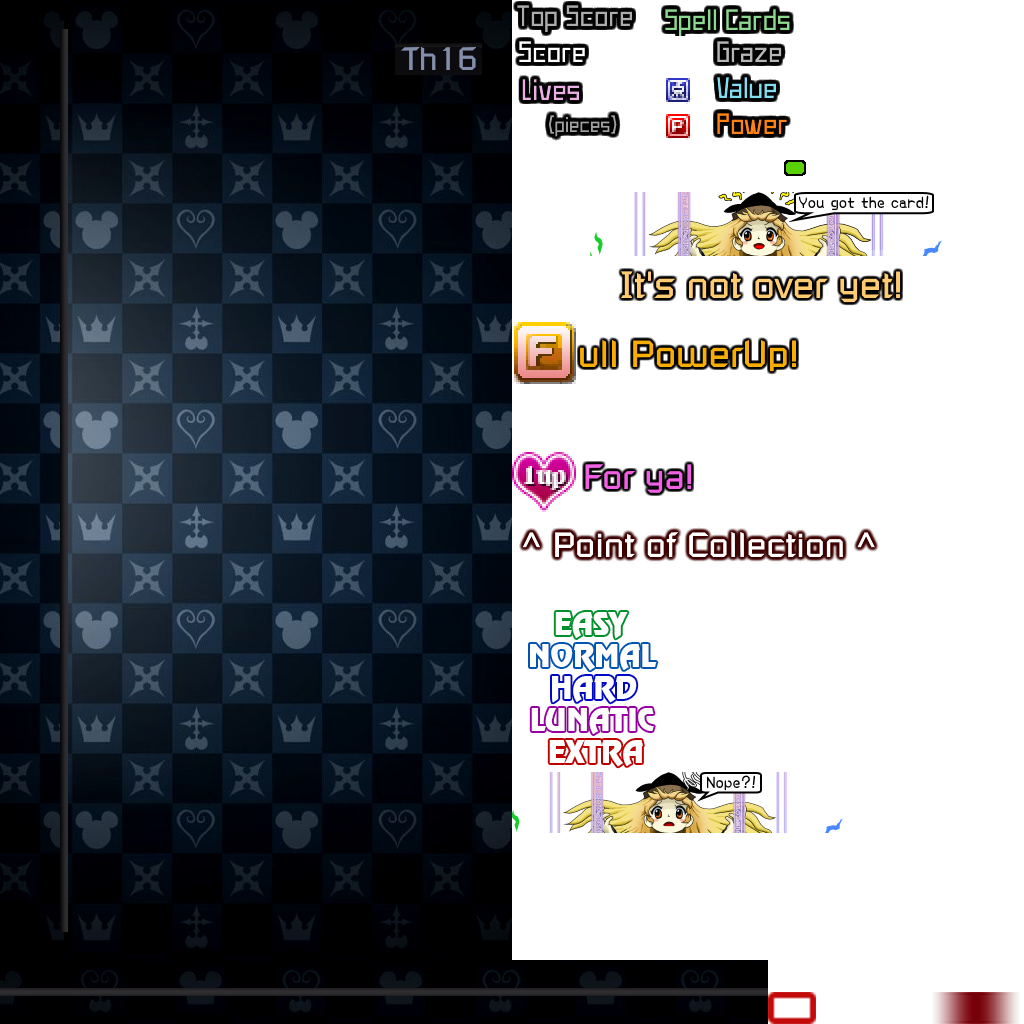 Th16
Top Score
Spell Cards
Score
Graze
Lives
Value
(pieces)
P
Power
You got the card!
It's not over yet!
Full PowerUp!
1up For ya!
^ Point of Collection ^
EASY
NORMAL
HARD
LUNATIC
EXTRA
Nope?!